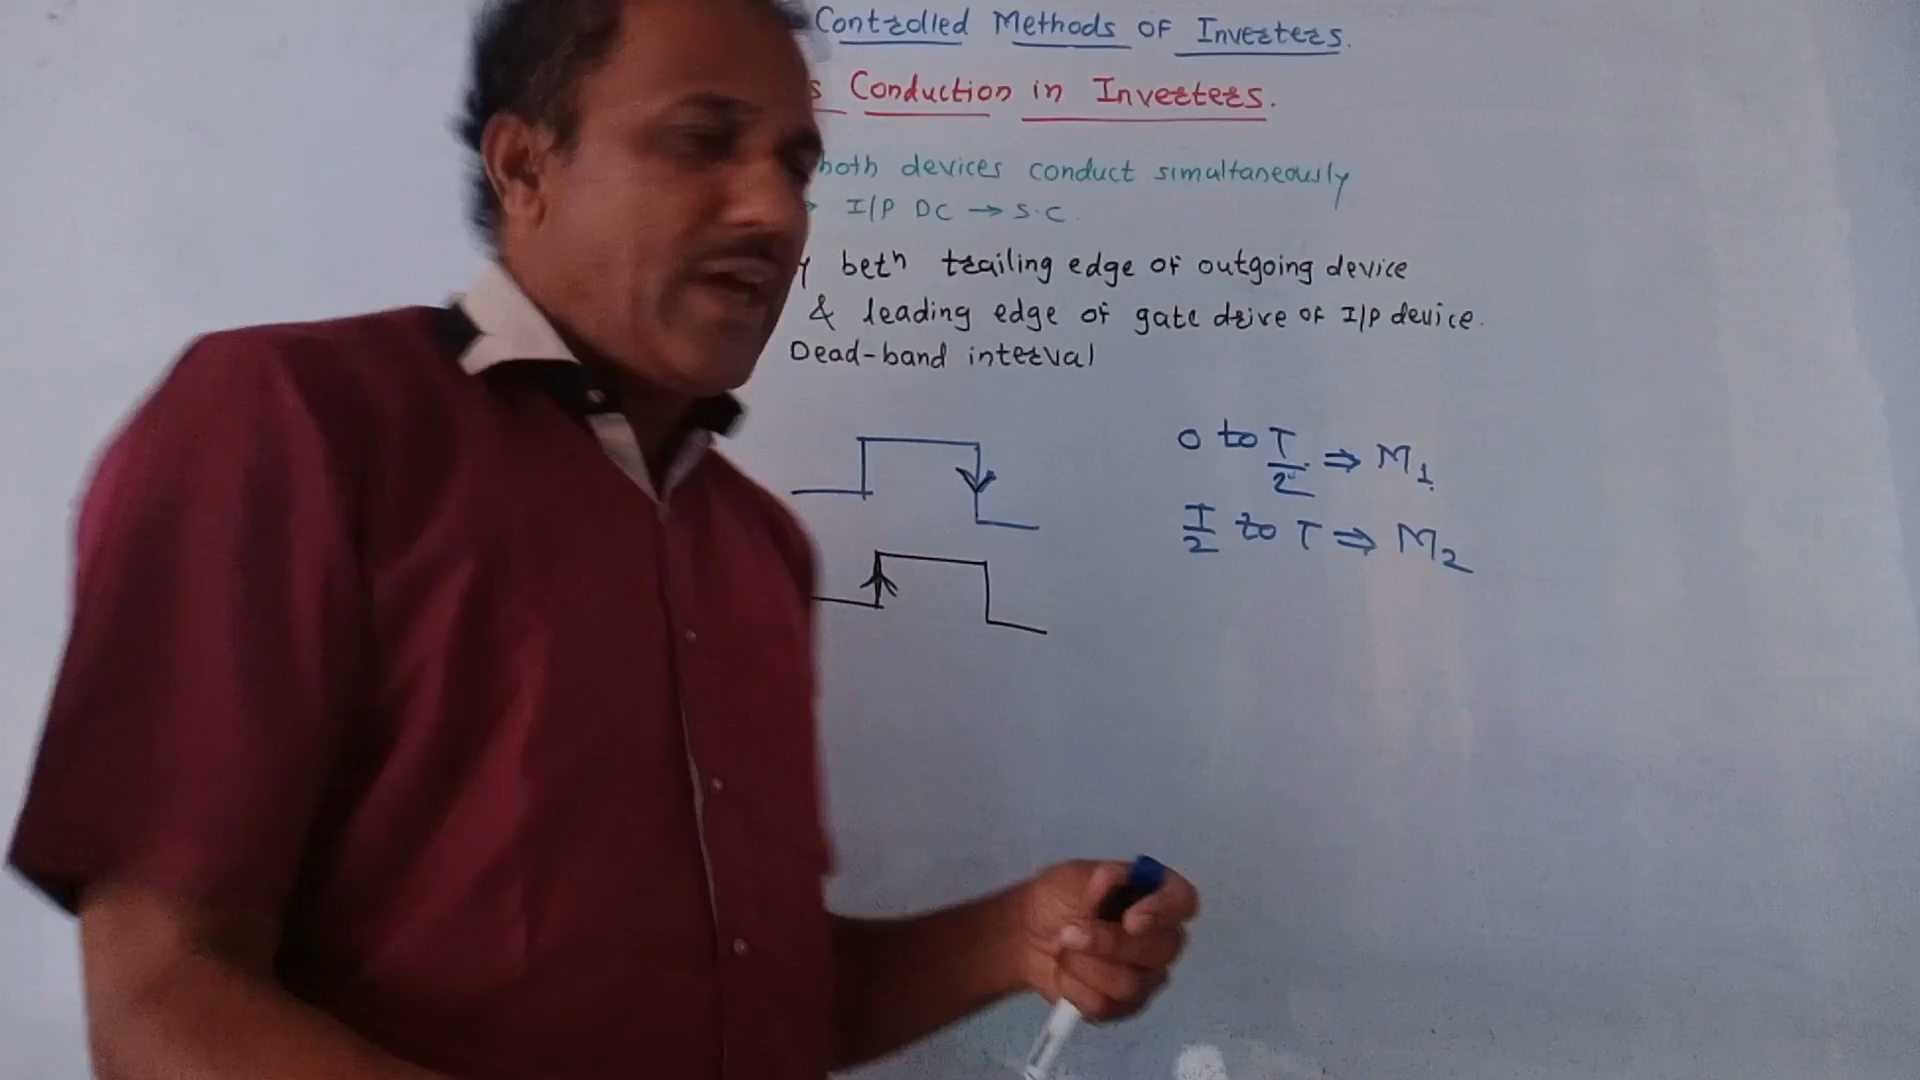 Controlled Methods OF Inverters.
s Conduction in Inverters.
both devices conduct simultaneously
I/P DC → S.C.
y betn trailing edge of outgoing device
& leading edge of gate drive OF I/P device.
Dead-band interval
0 to T/2 ⇒ M1
T/2 to T ⇒ M2